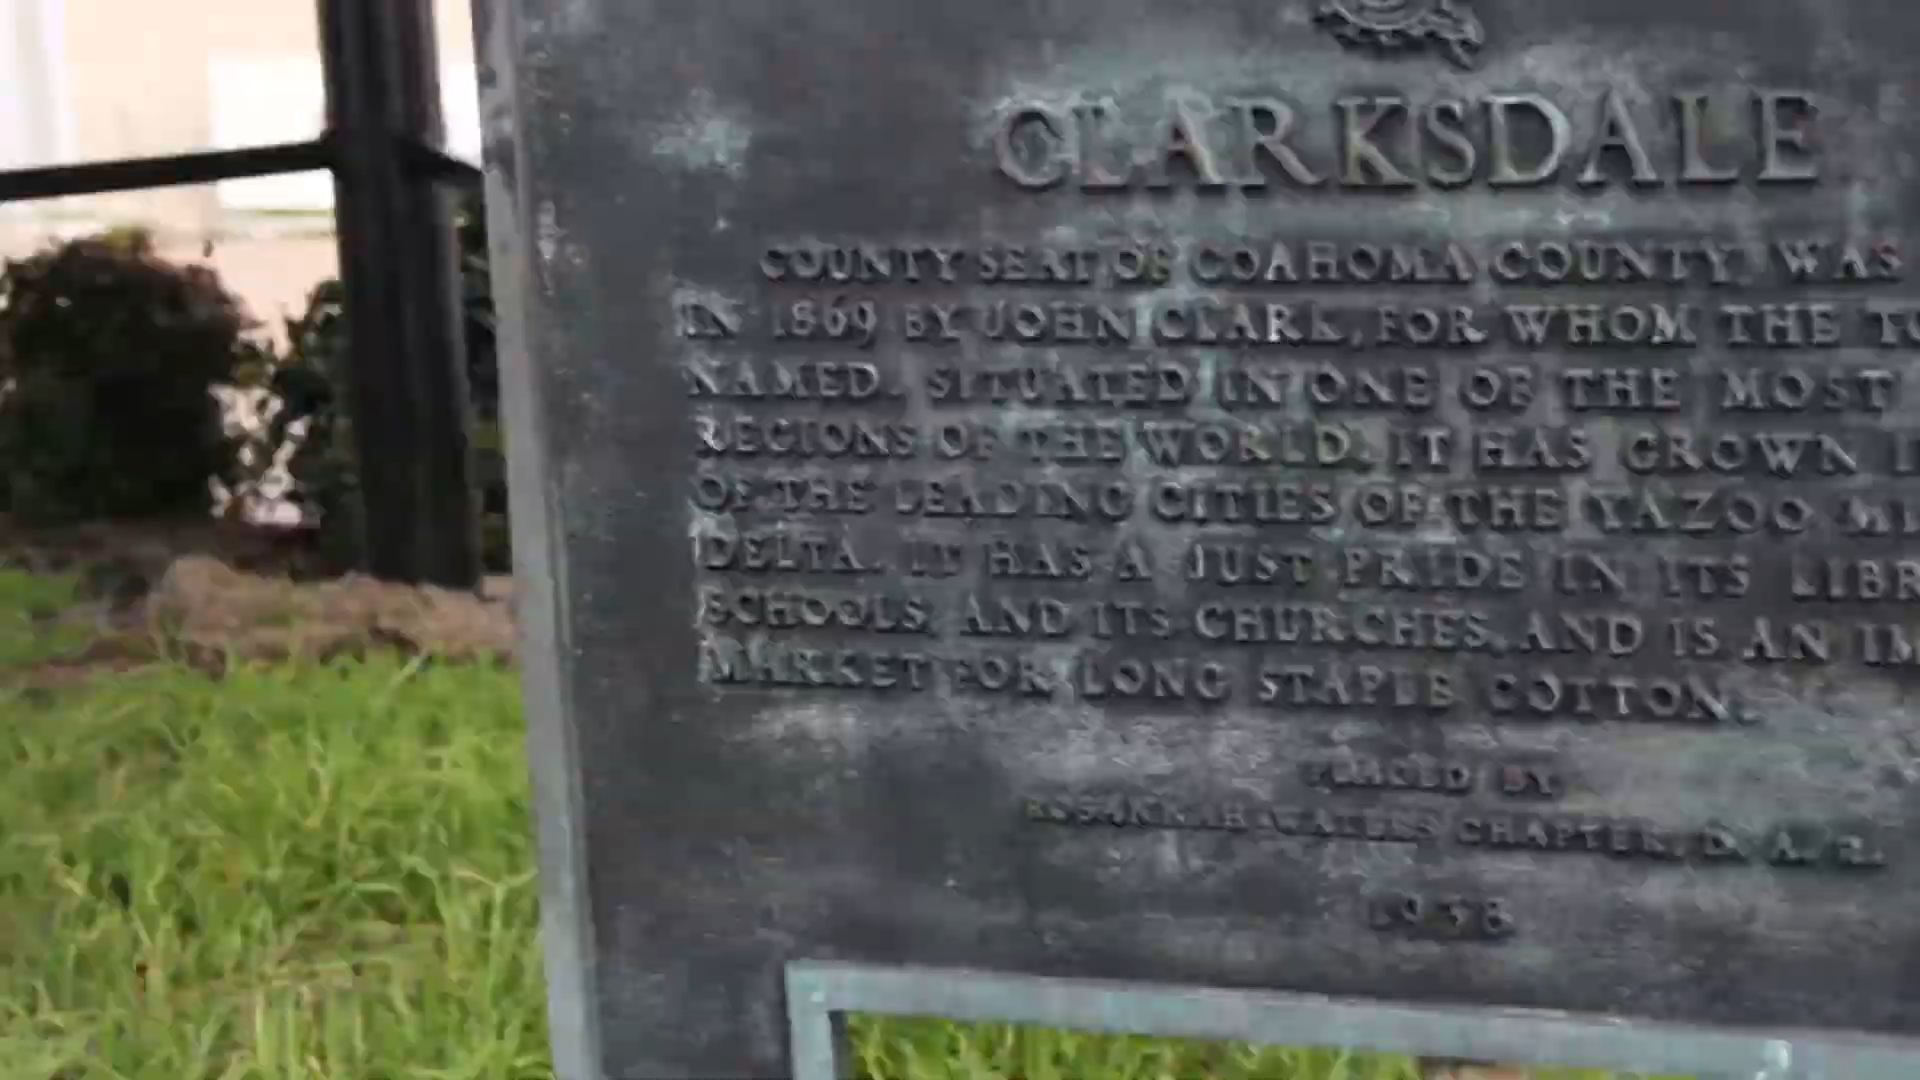 CLARKSDALE
COUNTY SEAT OF COAHOMA COUNTY, WAS
IN 1869 BY JOHN CLARK, FOR WHOM THE
NAMED. SITUATED IN ONE OF THE MOST
REGIONS OF THE WORLD. IT HAS GROWN
OF THE LEADING CITIES OF THE YAZOO
DELTA. IT HAS A JUST PRIDE IN ITS
SCHOOLS, AND ITS CHURCHES, AND IS AN
MARKET FOR LONG STAPLE COTTON.
PLACED BY
CHAPTER, D. A. R.
1938